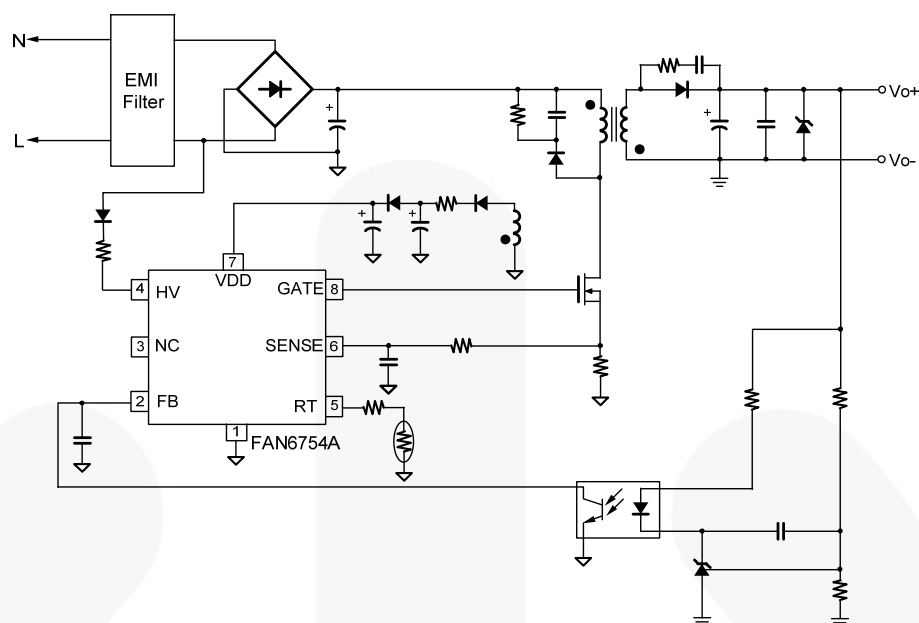 N
EMI
Filter
L
+
Vo+
+
Vo-
+
+
7
VDD
4
HV
GATE
8
3
NC
SENSE
6
2
FB
RT
5
1
FAN6754A